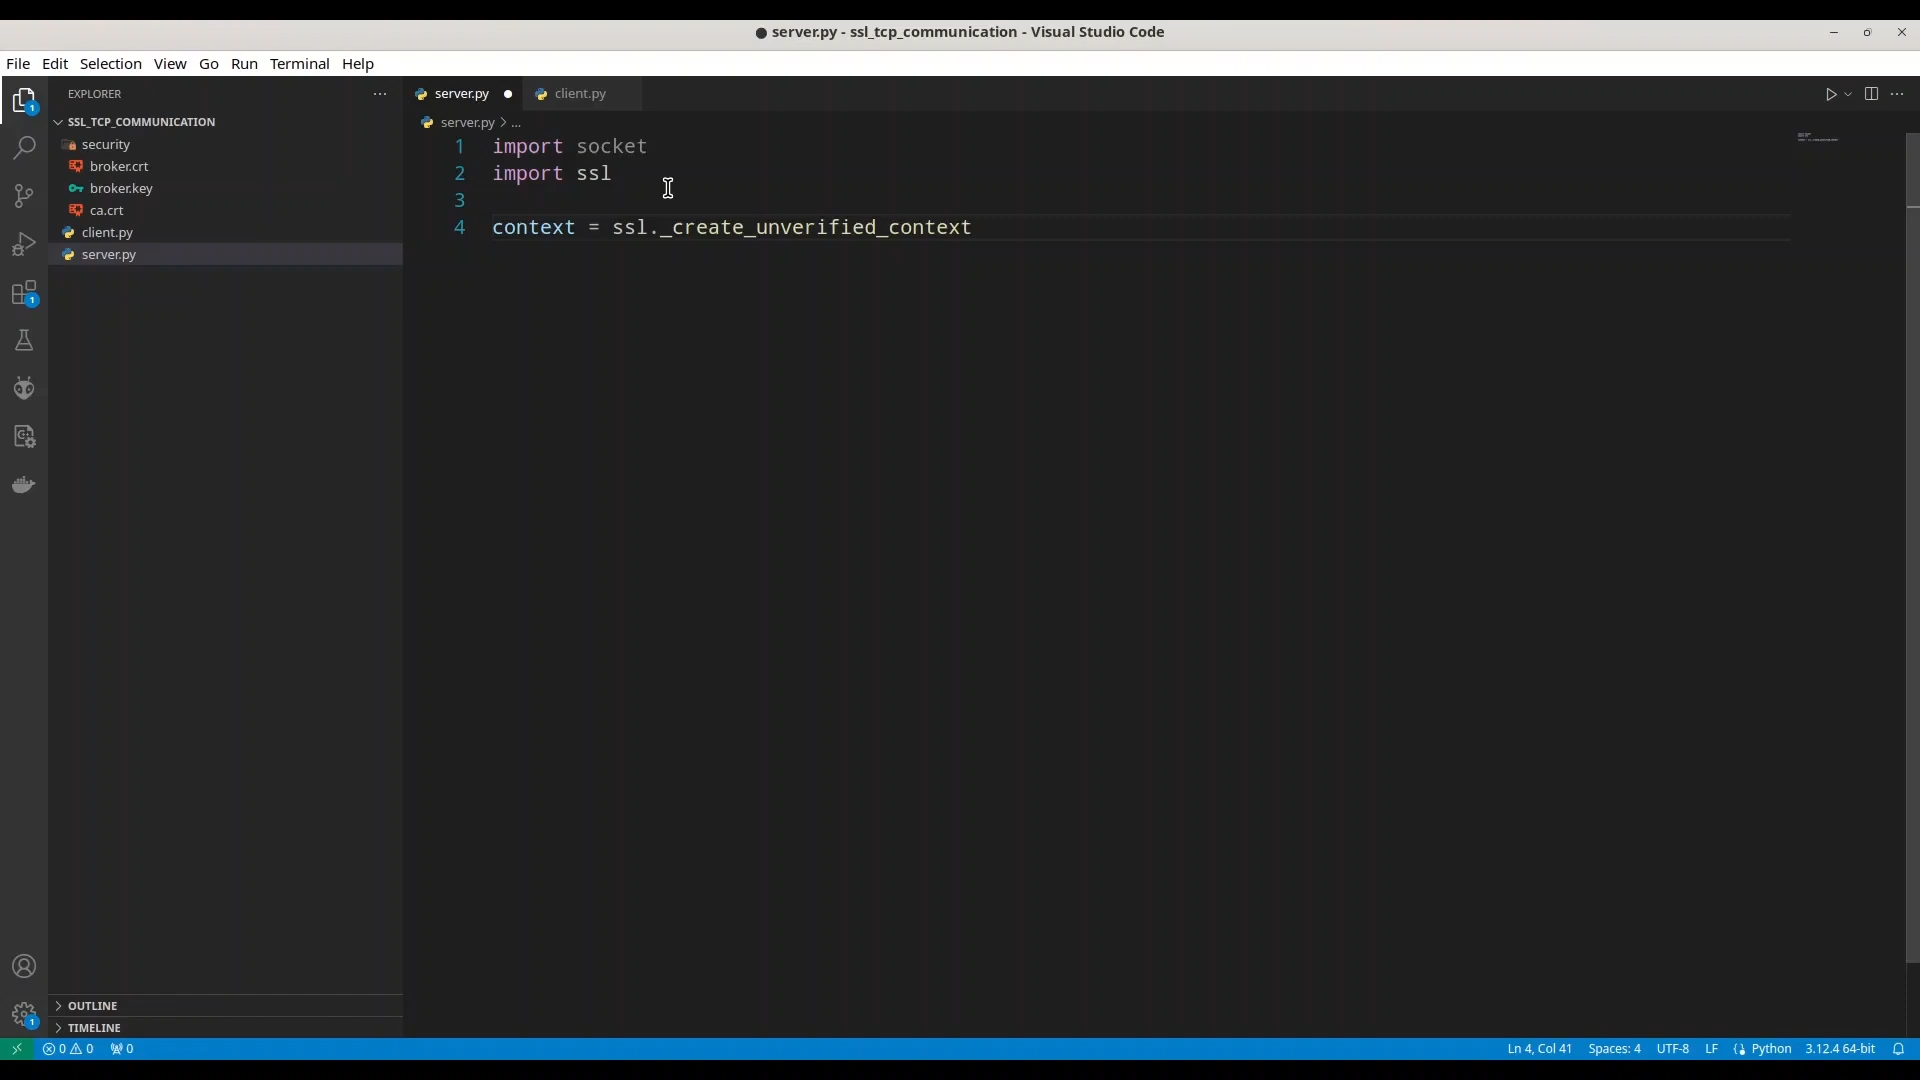 server.py - ssl_tcp_communication - Visual Studio Code
File Edit Selection View Go Run Terminal Help
EXPLORER
SSL_TCP_COMMUNICATION
security
broker.crt
broker.key
ca.crt
client.py
server.py
OUTLINE
TIMELINE
1
1
1
server.py client.py
server.py > ...
1 import socket
2 import ssl
3
4 context = ssl._create_unverified_context
0 0 0
Ln 4, Col 41 Spaces: 4 UTF-8 LF Python 3.12.4 64-bit